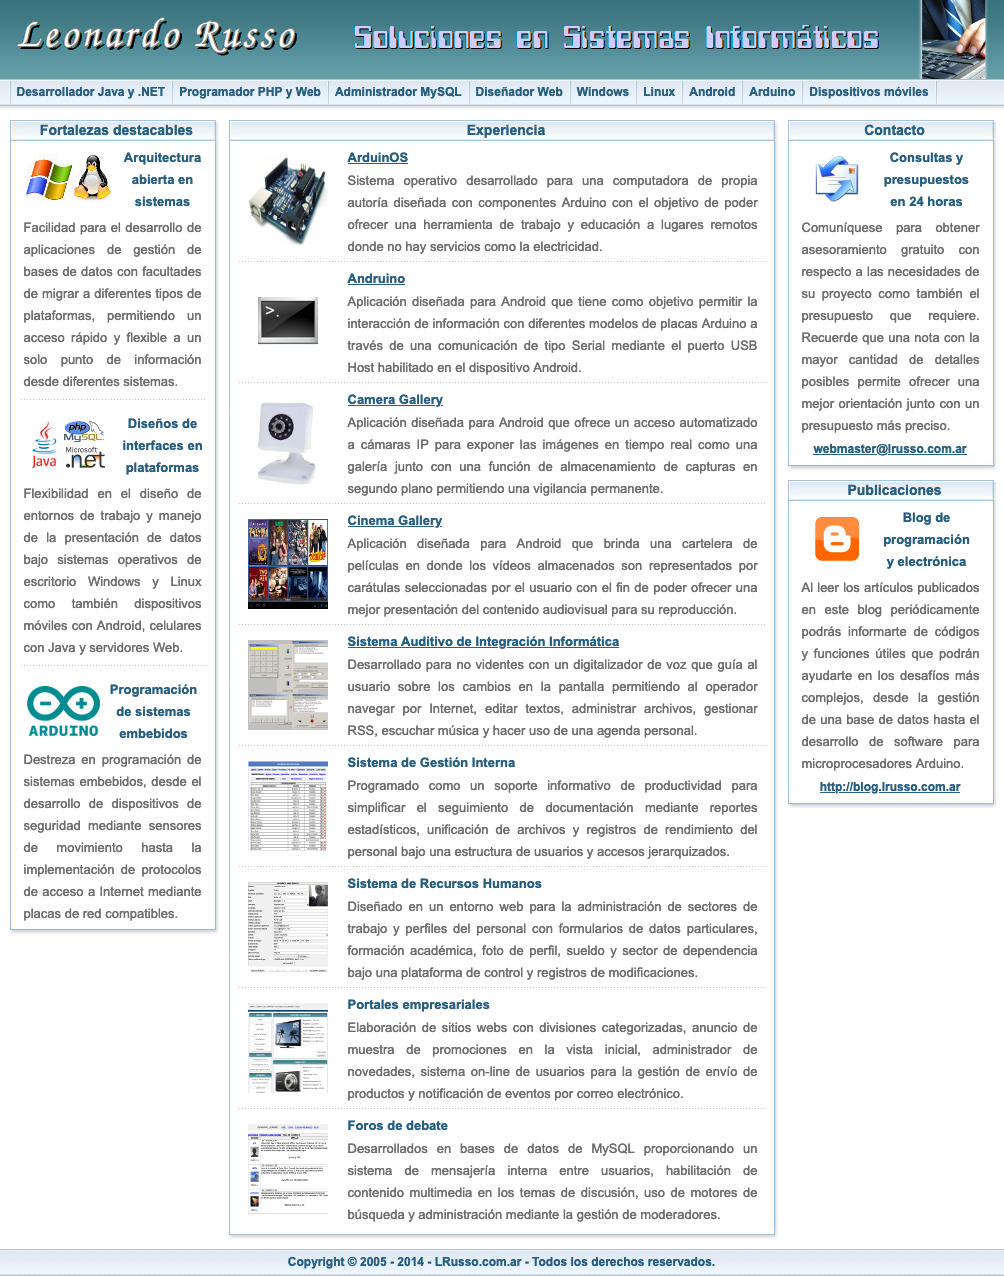 Leonardo Russo
Soluciones en Sistemas Informáticos
Desarrollador Java y .NET
Programador PHP y Web
Administrador MySQL
Diseñador Web
Windows
Linux
Android
Arduino
Dispositivos móviles
Fortalezas destacables
Arquitectura
abierta en
sistemas
Facilidad para el desarrollo de
aplicaciones de gestión de
bases de datos con facultades
de migrar a diferentes tipos de
plataformas, permitiendo un
acceso rápido y flexible a un
solo punto de información
desde diferentes sistemas.
php
MySQL
Java
Microsoft
.net
Diseños de
interfaces en
plataformas
Flexibilidad en el diseño de
entornos de trabajo y manejo
de la presentación de datos
bajo sistemas operativos de
escritorio Windows y Linux
como también dispositivos
móviles con Android, celulares
con Java y servidores Web.
ARDUINO
Programación
de sistemas
embebidos
Destreza en programación de
sistemas embebidos, desde el
desarrollo de dispositivos de
seguridad mediante sensores
de movimiento hasta la
implementación de protocolos
de acceso a Internet mediante
placas de red compatibles.
Experiencia
ArduinOS
Sistema operativo desarrollado para una computadora de propia
autoría diseñada con componentes Arduino con el objetivo de poder
ofrecer una herramienta de trabajo y educación a lugares remotos
donde no hay servicios como la electricidad.
>.
Andruino
Aplicación diseñada para Android que tiene como objetivo permitir la
interacción de información con diferentes modelos de placas Arduino a
través de una comunicación de tipo Serial mediante el puerto USB
Host habilitado en el dispositivo Android.
Camera Gallery
Aplicación diseñada para Android que ofrece un acceso automatizado
a cámaras IP para exponer las imágenes en tiempo real como una
galería junto con una función de almacenamiento de capturas en
segundo plano permitiendo una vigilancia permanente.
Cinema Gallery
Aplicación diseñada para Android que brinda una cartelera de
películas en donde los vídeos almacenados son representados por
carátulas seleccionadas por el usuario con el fin de poder ofrecer una
mejor presentación del contenido audiovisual para su reproducción.
Sistema Auditivo de Integración Informática
Desarrollado para no videntes con un digitalizador de voz que guía al
usuario sobre los cambios en la pantalla permitiendo al operador
navegar por Internet, editar textos, administrar archivos, gestionar
RSS, escuchar música y hacer uso de una agenda personal.
Sistema de Gestión Interna
Programado como un soporte informativo de productividad para
simplificar el seguimiento de documentación mediante reportes
estadísticos, unificación de archivos y registros de rendimiento del
personal bajo una estructura de usuarios y accesos jerarquizados.
Sistema de Recursos Humanos
Diseñado en un entorno web para la administración de sectores de
trabajo y perfiles del personal con formularios de datos particulares,
formación académica, foto de perfil, sueldo y sector de dependencia
bajo una plataforma de control y registros de modificaciones.
Portales empresariales
Elaboración de sitios webs con divisiones categorizadas, anuncio de
muestra de promociones en la vista inicial, administrador de
novedades, sistema on-line de usuarios para la gestión de envío de
productos y notificación de eventos por correo electrónico.
Foros de debate
Desarrollados en bases de datos de MySQL proporcionando un
sistema de mensajería interna entre usuarios, habilitación de
contenido multimedia en los temas de discusión, uso de motores de
búsqueda y administración mediante la gestión de moderadores.
Contacto
Consultas y
presupuestos
en 24 horas
Comuníquese para obtener
asesoramiento gratuito con
respecto a las necesidades de
su proyecto como también el
presupuesto que requiere.
Recuerde que una nota con la
mayor cantidad de detalles
posibles permite ofrecer una
mejor orientación junto con un
presupuesto más preciso.
webmaster@lrusso.com.ar
Publicaciones
Blog de
programación
y electrónica
Al leer los artículos publicados
en este blog periódicamente
podrás informarte de códigos
y funciones útiles que podrán
ayudarte en los desafíos más
complejos, desde la gestión
de una base de datos hasta el
desarrollo de software para
microprocesadores Arduino.
http://blog.lrusso.com.ar
Copyright © 2005 - 2014 - LRusso.com.ar - Todos los derechos reservados.